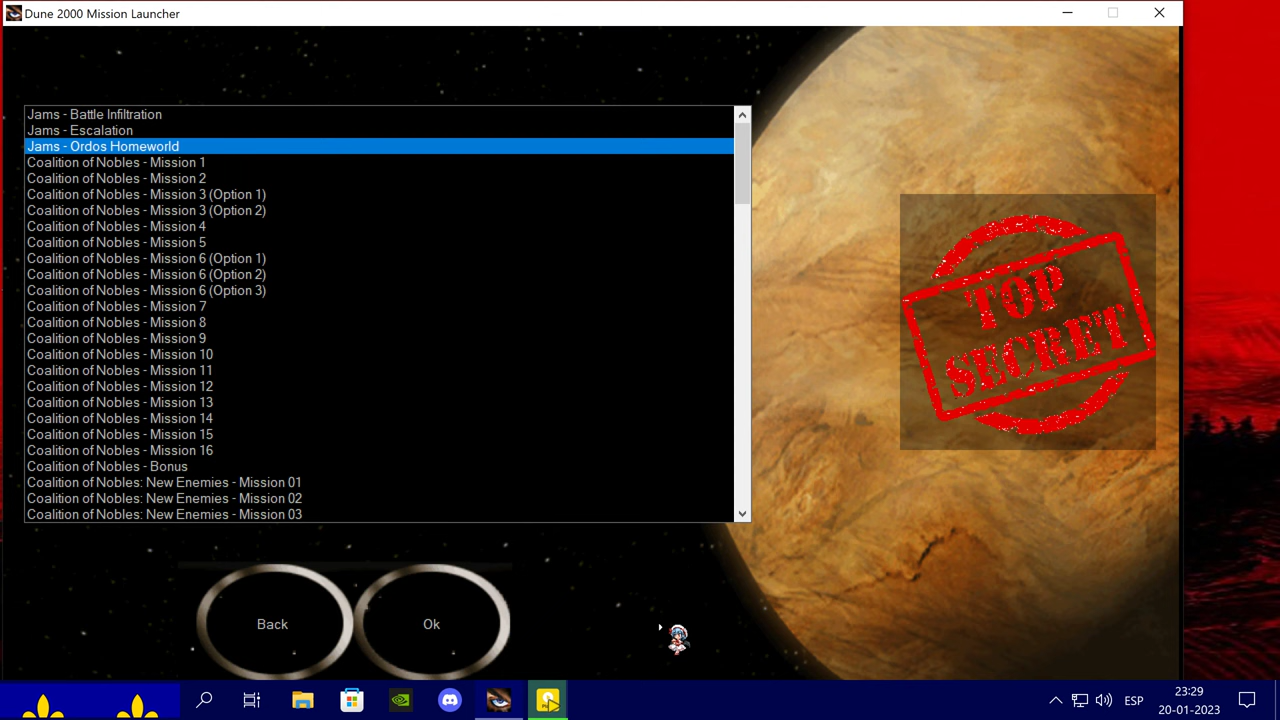 Dune 2000 Mission Launcher
Jams - Battle Infiltration
Jams - Escalation
Jams - Ordos Homeworld
Coalition of Nobles - Mission 1
Coalition of Nobles - Mission 2
Coalition of Nobles - Mission 3 (Option 1)
Coalition of Nobles - Mission 3 (Option 2)
Coalition of Nobles - Mission 4
Coalition of Nobles - Mission 5
Coalition of Nobles - Mission 6 (Option 1)
Coalition of Nobles - Mission 6 (Option 2)
Coalition of Nobles - Mission 6 (Option 3)
Coalition of Nobles - Mission 7
Coalition of Nobles - Mission 8
Coalition of Nobles - Mission 9
Coalition of Nobles - Mission 10
Coalition of Nobles - Mission 11
Coalition of Nobles - Mission 12
Coalition of Nobles - Mission 13
Coalition of Nobles - Mission 14
Coalition of Nobles - Mission 15
Coalition of Nobles - Mission 16
Coalition of Nobles - Bonus
Coalition of Nobles: New Enemies - Mission 01
Coalition of Nobles: New Enemies - Mission 02
Coalition of Nobles: New Enemies - Mission 03
TOP
SECRET
Back
Ok
ESP
23:29
20-01-2023